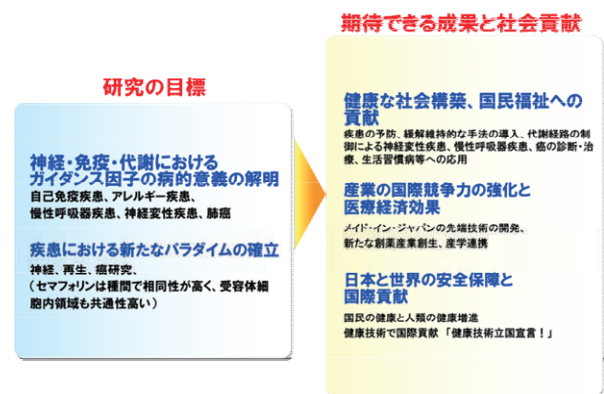 研究の目標
神経・免疫・代謝における
ガイダンス因子の病的意義の解明
自己免疫疾患、アレルギー疾患、
慢性呼吸器疾患、神経変性疾患、肺癌
疾患における新たなパラダイムの確立
神経、再生、癌研究、
（セマフォリンは種間で相同性が高く、受容体細
胞内領域も共通性高い）
期待できる成果と社会貢献
健康な社会構築、国民福祉への
貢献
疾患の予防、緩解維持的な手法の導入、代謝経路の制
御による神経変性疾患、慢性呼吸器疾患、癌の診断・治
療、生活習慣病等への応用
産業の国際競争力の強化と
医療経済効果
メイド・イン・ジャパンの先端技術の開発、
新たな創薬産業創生、産学連携
日本と世界の安全保障と
国際貢献
国民の健康と人類の健康増進
健康技術で国際貢献 「健康技術立国宣言！」